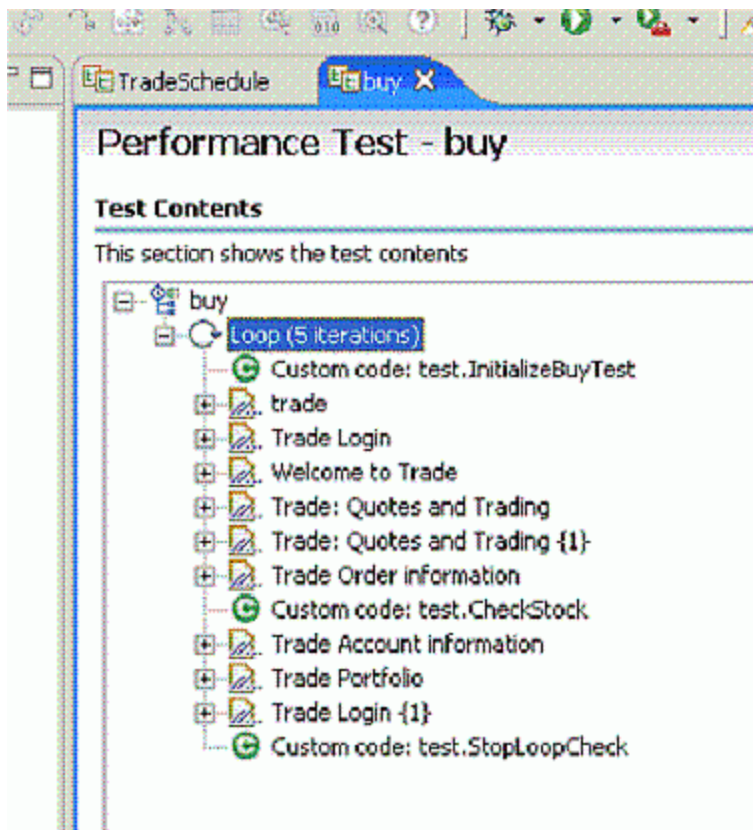 010
TradeSchedule
buy
Performance Test - buy
Test Contents
This section shows the test contents
buy
Loop (5 iterations)
Custom code: test.InitializeBuyTest
trade
Trade Login
Welcome to Trade
Trade: Quotes and Trading
Trade: Quotes and Trading {1}
Trade Order information
Custom code: test.CheckStock
Trade Account information
Trade Portfolio
Trade Login {1}
Custom code: test.StopLoopCheck